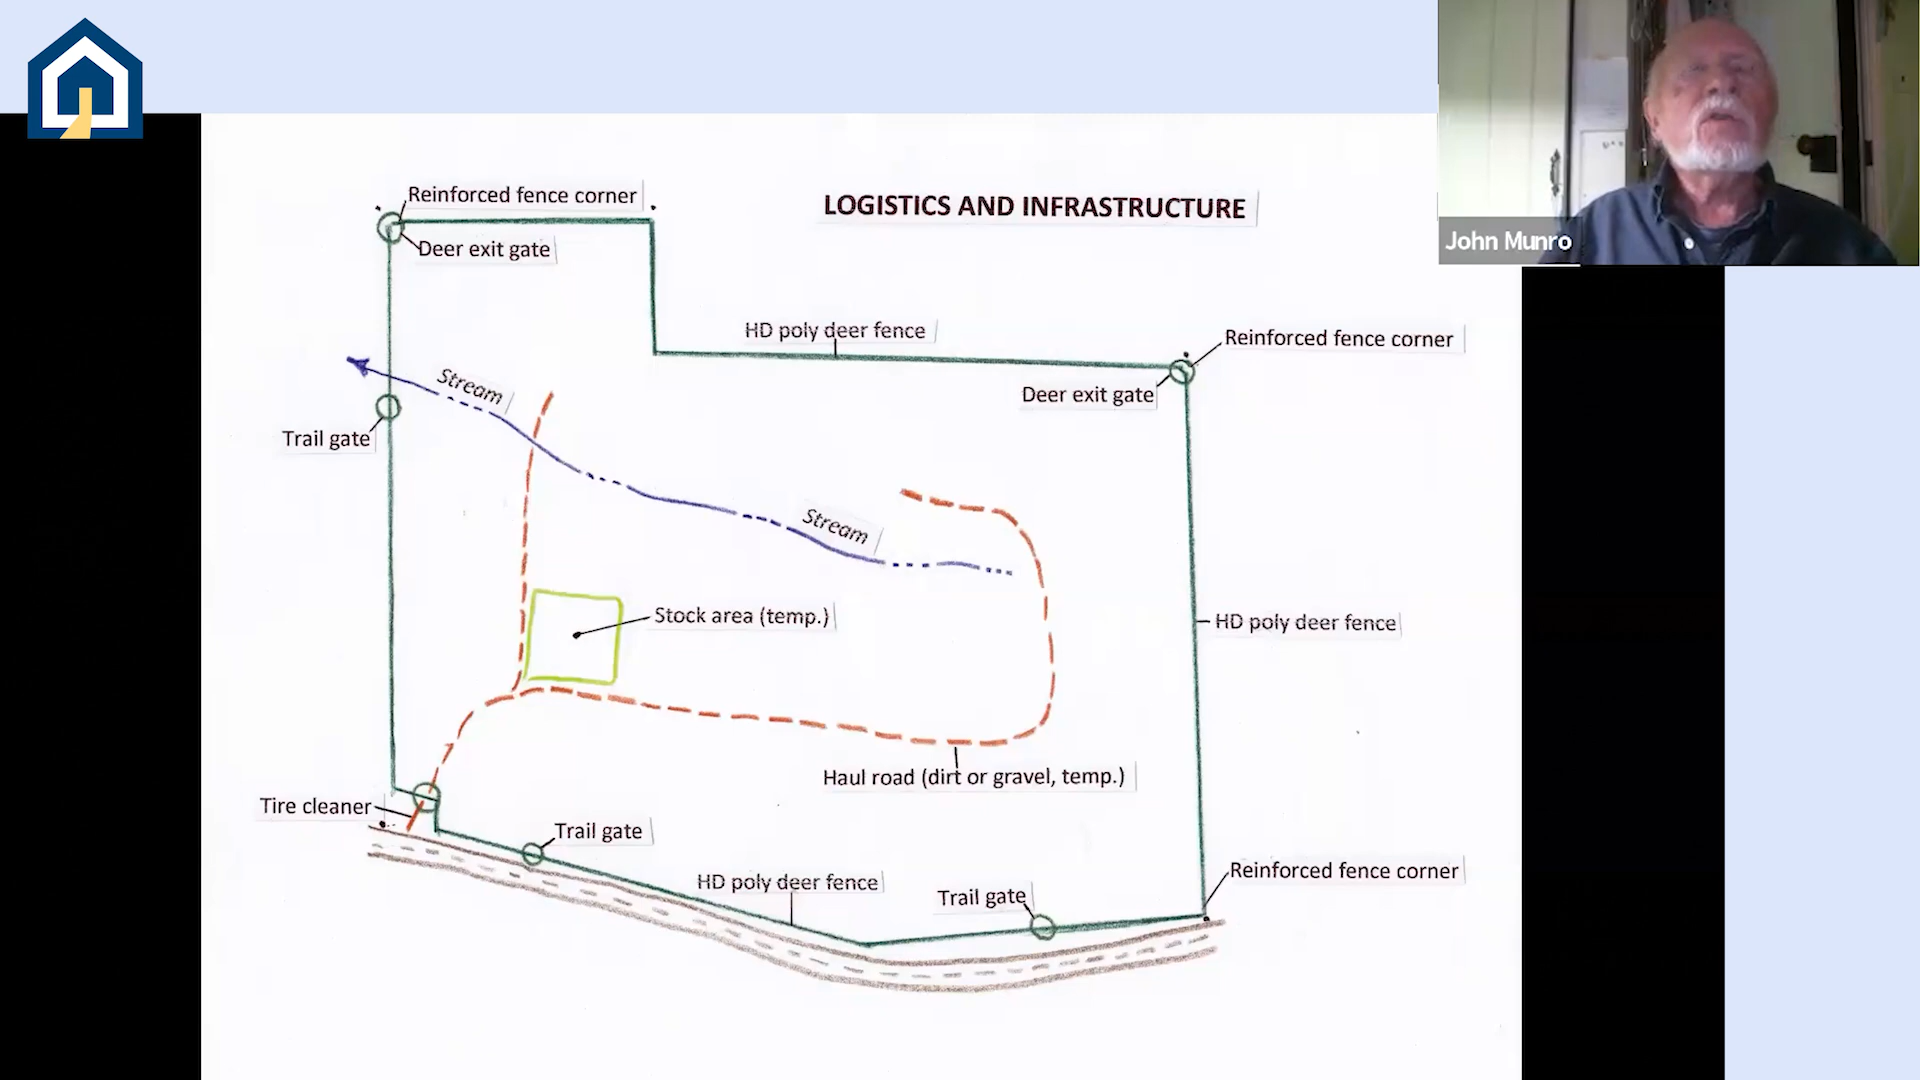 Reinforced fence corner
LOGISTICS AND INFRASTRUCTURE
John Munro
Deer exit gate
HD poly deer fence
Reinforced fence corner
Stream
Deer exit gate
Trail gate
Stream
Stock area (temp.)
HD poly deer fence
Haul road (dirt or gravel, temp.)
Tire cleaner
Trail gate
HD poly deer fence
Reinforced fence corner
Trail gate